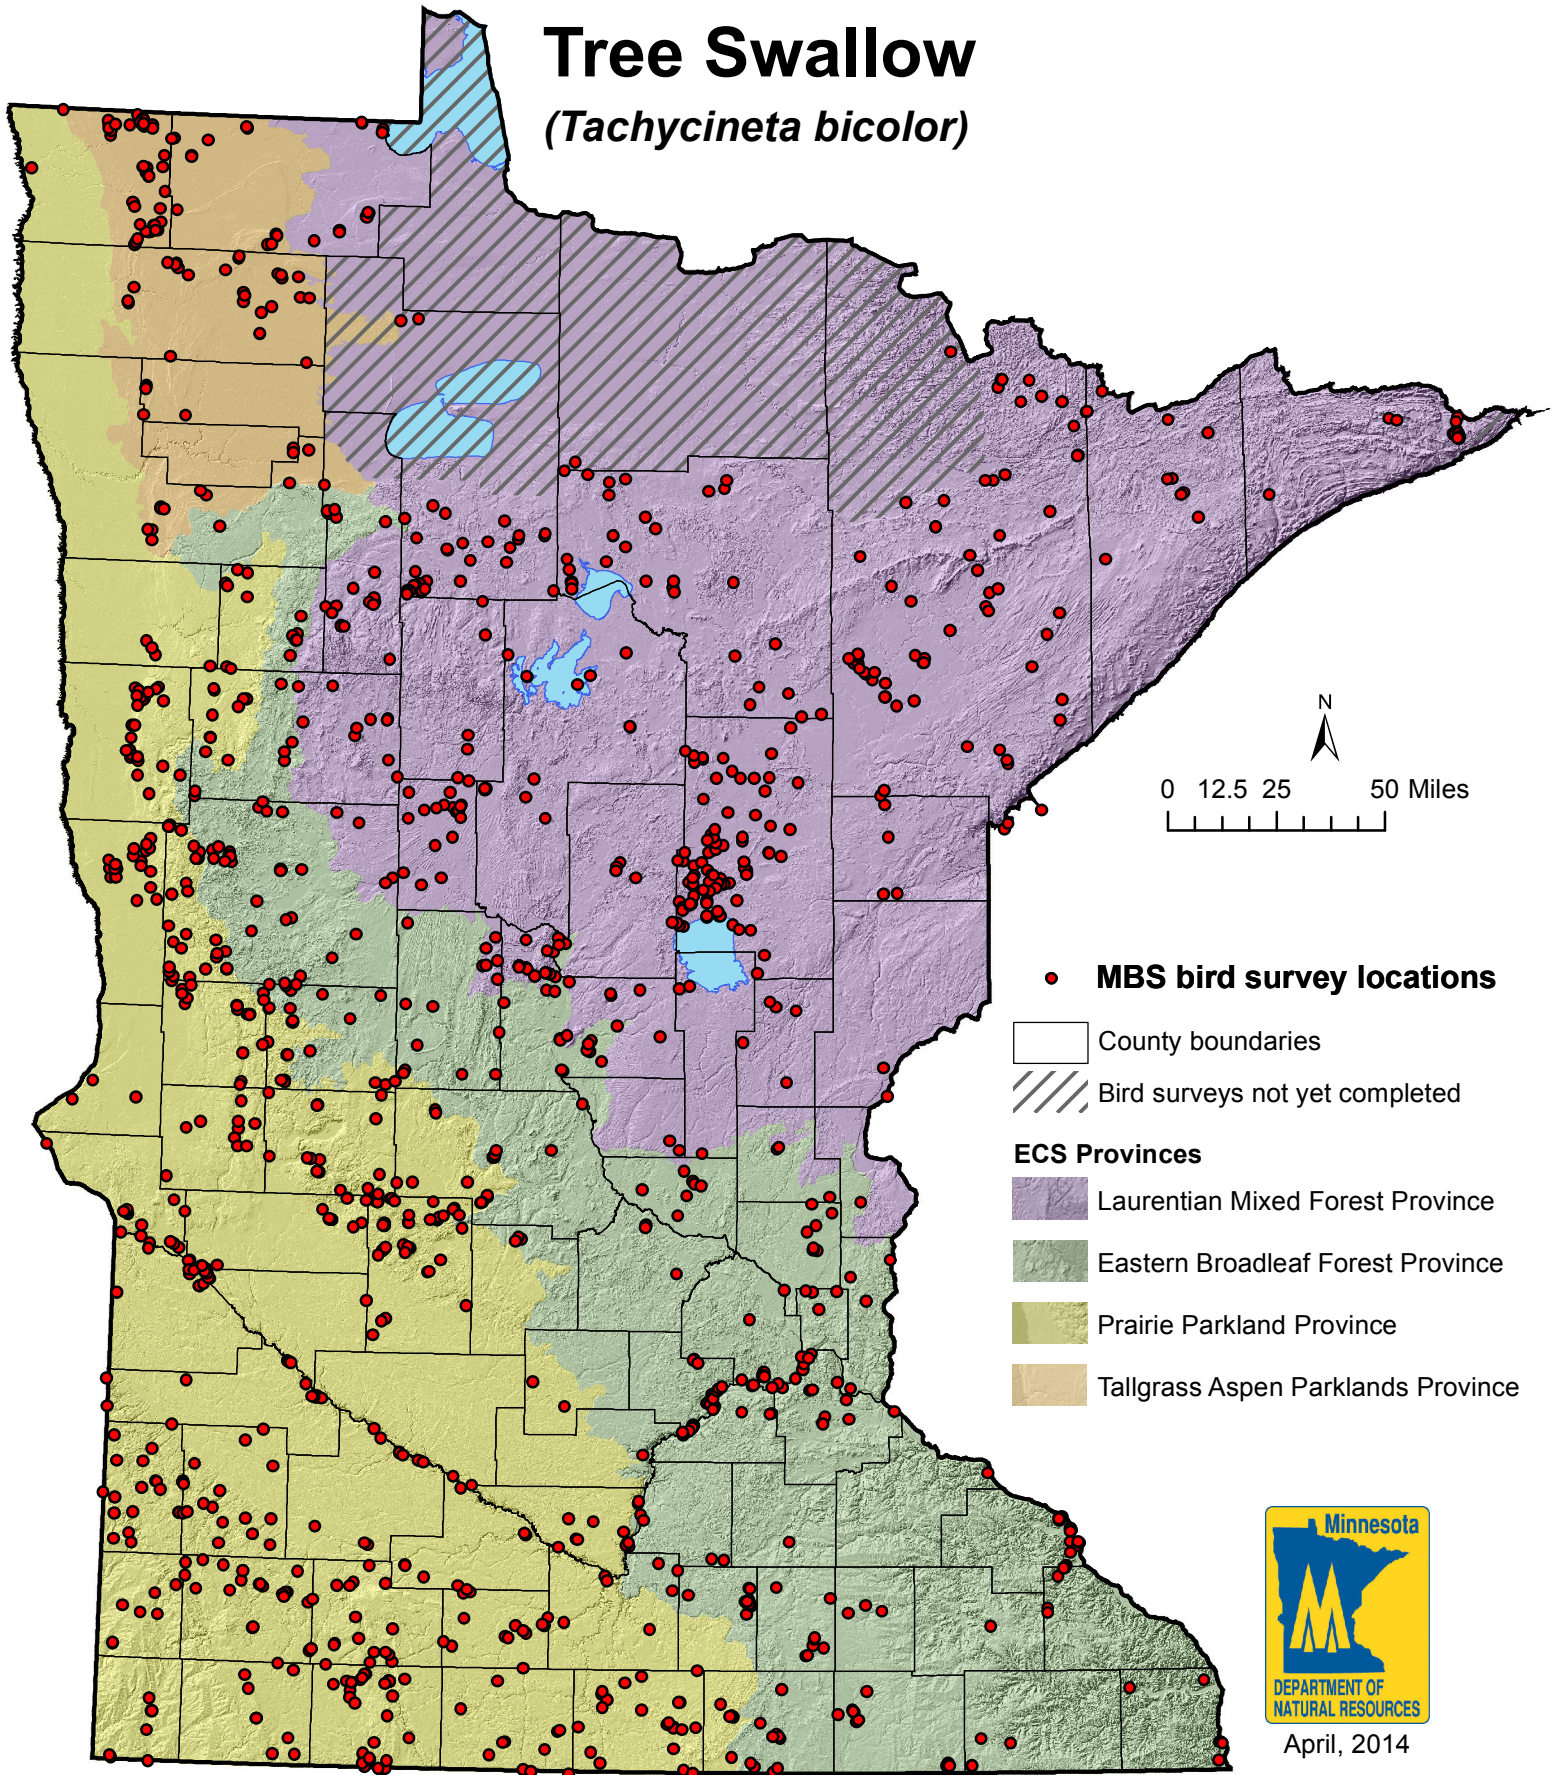 Tree Swallow
(Tachycineta bicolor)
N
0 12.5 25 50 Miles
MBS bird survey locations
County boundaries
Bird surveys not yet completed
ECS Provinces
Laurentian Mixed Forest Province
Eastern Broadleaf Forest Province
Prairie Parkland Province
Tallgrass Aspen Parklands Province
Minnesota
DEPARTMENT OF
NATURAL RESOURCES
April, 2014